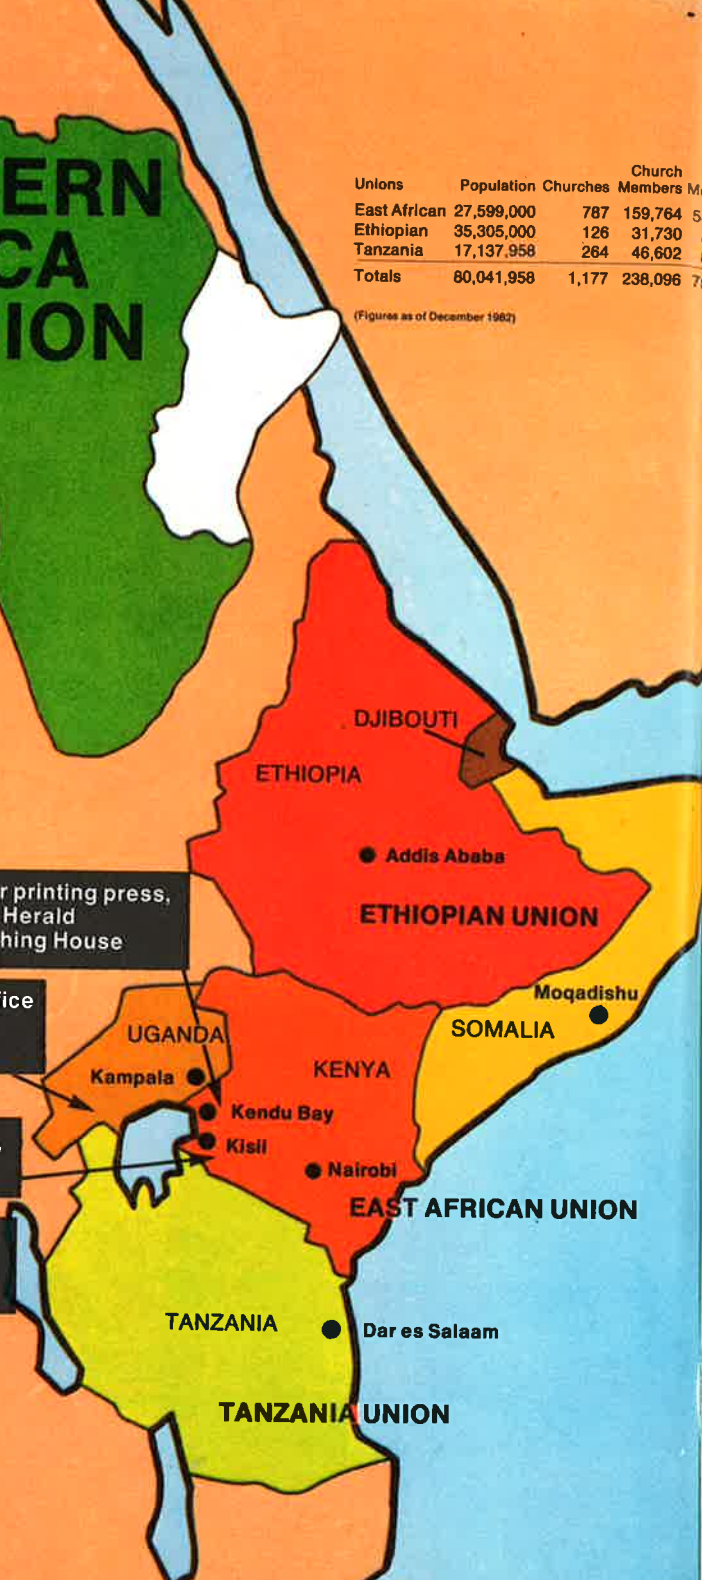 ERN
CA
ION
Unions Population Churches Church Members
East African 27,599,000 787 159,764
Ethiopian 35,305,000 126 31,730
Tanzania 17,137,958 264 46,602
Totals 80,041,958 1,177 238,096
(Figures as of December 1982)
DJIBOUTI
ETHIOPIA
Addis Ababa
r printing press,
Herald
hing House
ETHIOPIAN UNION
ice
Moqadishu
UGANDA
SOMALIA
KENYA
Kampala
Kendu Bay
Kisii
Nairobi
EAST AFRICAN UNION
TANZANIA
Dar es Salaam
TANZANIA UNION